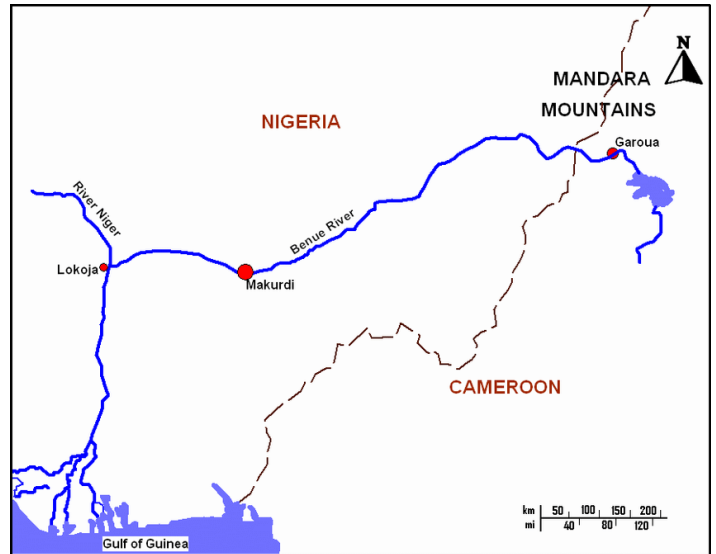 N
MANDARA
MOUNTAINS
NIGERIA
Garoua
River Niger
Benue River
Lokoja
Makurdi
CAMEROON
km 50 100 150 200
mi 40 80 120
Gulf of Guinea